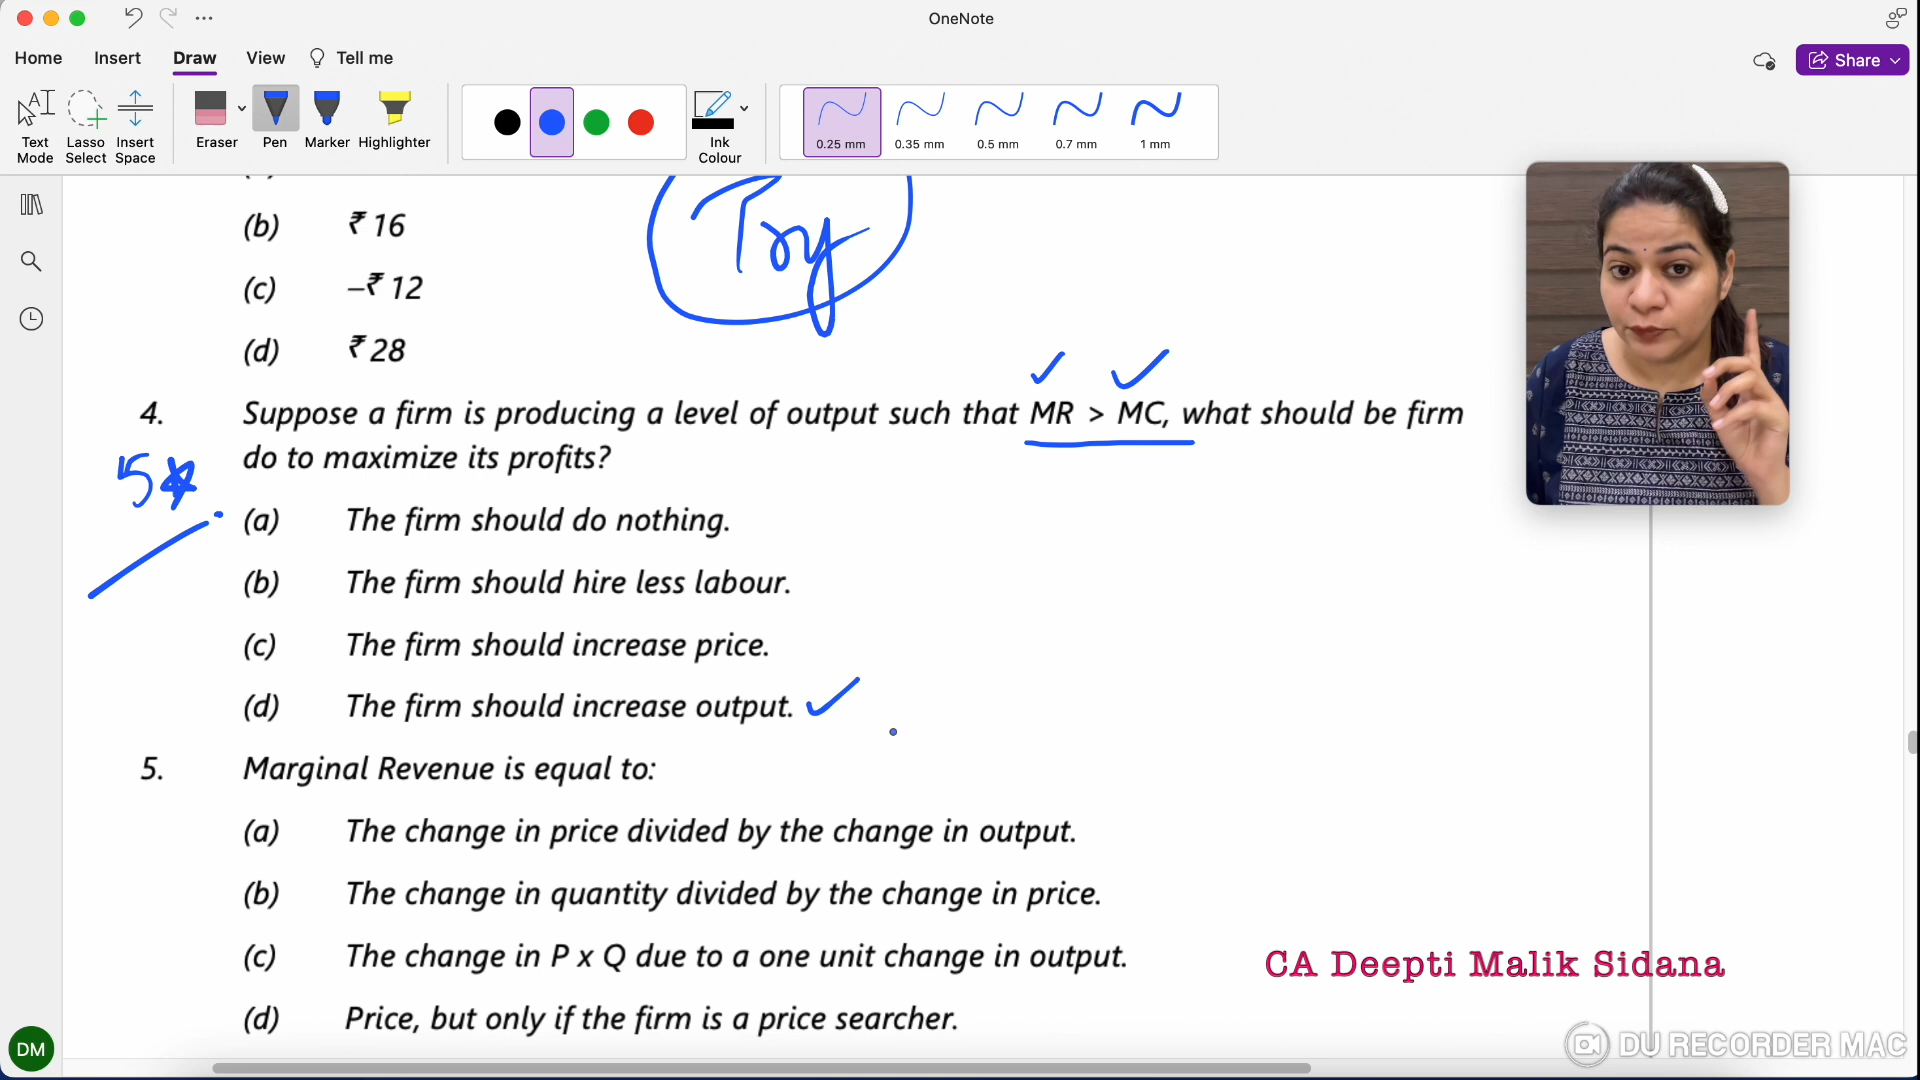 OneNote
Home Insert Draw View Tell me
Share
Text Mode
Lasso Select
Insert Space
Eraser
Pen
Marker
Highlighter
Ink Colour
0.25 mm
0.35 mm
0.5 mm
0.7 mm
1 mm
Try
(b) ₹ 16
(c) –₹ 12
(d) ₹ 28
4. Suppose a firm is producing a level of output such that MR > MC, what should be firm
do to maximize its profits?
5
(a) The firm should do nothing.
(b) The firm should hire less labour.
(c) The firm should increase price.
(d) The firm should increase output.
5. Marginal Revenue is equal to:
(a) The change in price divided by the change in output.
(b) The change in quantity divided by the change in price.
(c) The change in P x Q due to a one unit change in output.
CA Deepti Malik Sidana
(d) Price, but only if the firm is a price searcher.
DM
DU RECORDER MAC